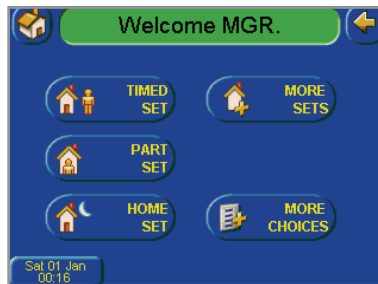 Welcome MGR.
TIMED
SET
MORE
SETS
PART
SET
HOME
SET
MORE
CHOICES
Sat 01 Jan
00:16